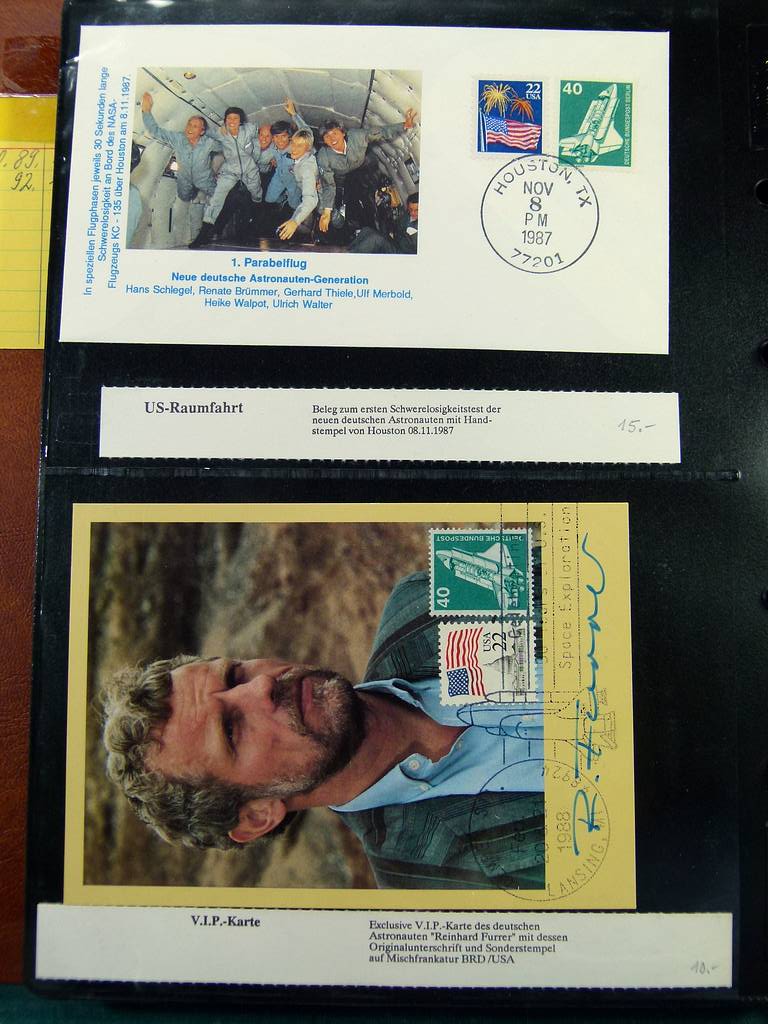 0.89.
92.
In speziellen Flugphasen jeweils 30 Sekunden lange
Schwerelosigkeit an Bord des NASA-
Flugzeugs KC - 135 über Houston am 8.11.1987.
1. Parabelflug
Neue deutsche Astronauten-Generation
Hans Schlegel, Renate Brümmer, Gerhard Thiele,Ulf Merbold,
Heike Walpot, Ulrich Walter
22
USA
40
DEUTSCHE BUNDESPOST BERLIN
HOUSTON, TX
NOV
8
PM
1987
77201
US-Raumfahrt
Beleg zum ersten Schwerelosigkeitstest der
neuen deutschen Astronauten mit Hand-
stempel von Houston 08.11.1987
15.-
DEUTSCHE BUNDESPOST
40
USA
22
Space Exploration
R. Furrer
1988
LANSING, MI
V.I.P.-Karte
Exclusive V.I.P.-Karte des deutschen
Astronauten "Reinhard Furrer" mit dessen
Originalunterschrift und Sonderstempel
auf Mischfrankatur BRD /USA
10.-